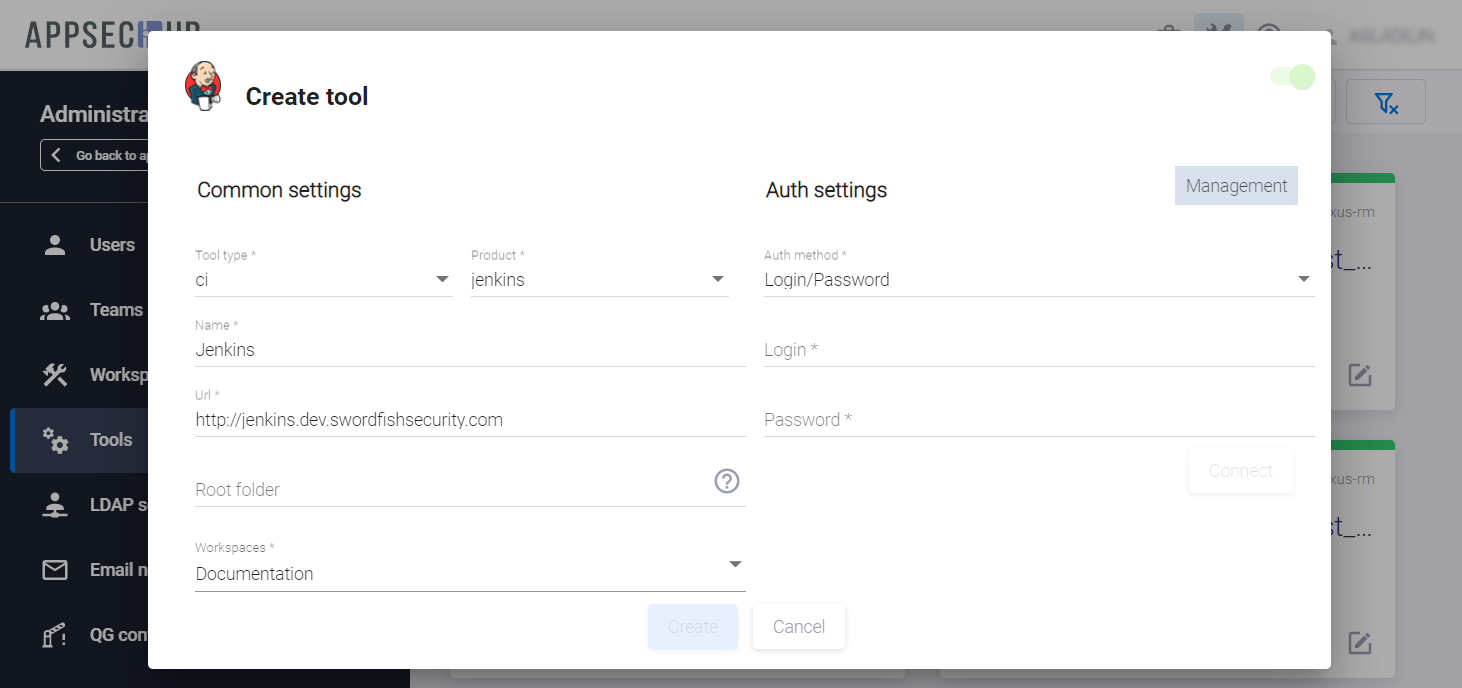 APPSEC
Create tool
Administra
Go back to ap
Users
Teams
Worksp
Tools
LDAP s
Email n
QG con
Common settings
Auth settings
Management
Tool type *
ci
Product *
jenkins
Auth method *
Login/Password
Name *
Jenkins
Login *
Url *
http://jenkins.dev.swordfishsecurity.com
Password *
Connect
Root folder
Workspaces *
Documentation
Create
Cancel
xus-rm
st_...
xus-rm
st_...